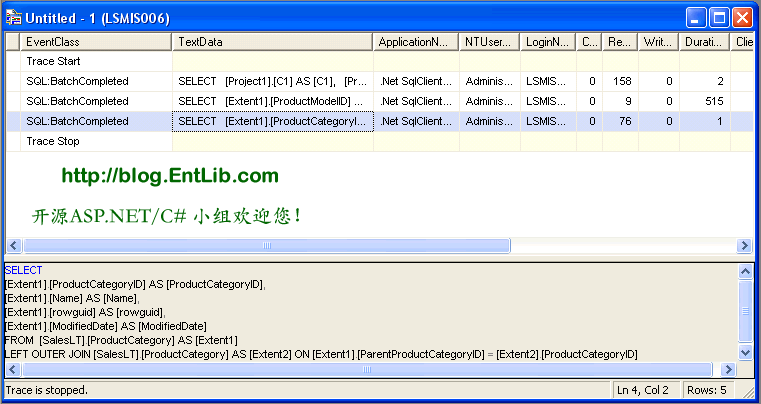 Untitled - 1 (LSMIS006)
EventClass TextData ApplicationN... NTUser... LoginN... C... Re... Writ... Durati... Clie
Trace Start
SQL:BatchCompleted SELECT [Project1].[C1] AS [C1], [Pr... .Net SqlClient... Adminis... LSMIS... 0 158 0 2
SQL:BatchCompleted SELECT [Extent1].[ProductModelID] ... .Net SqlClient... Adminis... LSMIS... 0 9 0 515
SQL:BatchCompleted SELECT [Extent1].[ProductCategoryI... .Net SqlClient... Adminis... LSMIS... 0 76 0 1
Trace Stop
http://blog.EntLib.com
开源ASP.NET/C# 小组欢迎您!
SELECT
[Extent1].[ProductCategoryID] AS [ProductCategoryID],
[Extent1].[Name] AS [Name],
[Extent1].[rowguid] AS [rowguid],
[Extent1].[ModifiedDate] AS [ModifiedDate]
FROM [SalesLT].[ProductCategory] AS [Extent1]
LEFT OUTER JOIN [SalesLT].[ProductCategory] AS [Extent2] ON [Extent1].[ParentProductCategoryID] = [Extent2].[ProductCategoryID]
Trace is stopped. Ln 4, Col 2 Rows: 5